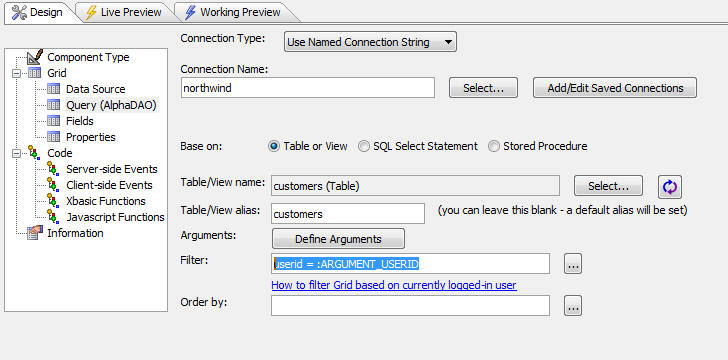 Design Live Preview Working Preview
Connection Type: Use Named Connection String
Component Type
Grid
Data Source
Query (AlphaDAO)
Fields
Properties
Code
Server-side Events
Client-side Events
Xbasic Functions
Javascript Functions
Information
Connection Name:
northwind Select... Add/Edit Saved Connections
Base on: Table or View SQL Select Statement Stored Procedure
Table/View name: customers (Table) Select...
Table/View alias: customers (you can leave this blank - a default alias will be set)
Arguments: Define Arguments
Filter: userid = :ARGUMENT_USERID ...
How to filter Grid based on currently logged-in user
Order by: ...